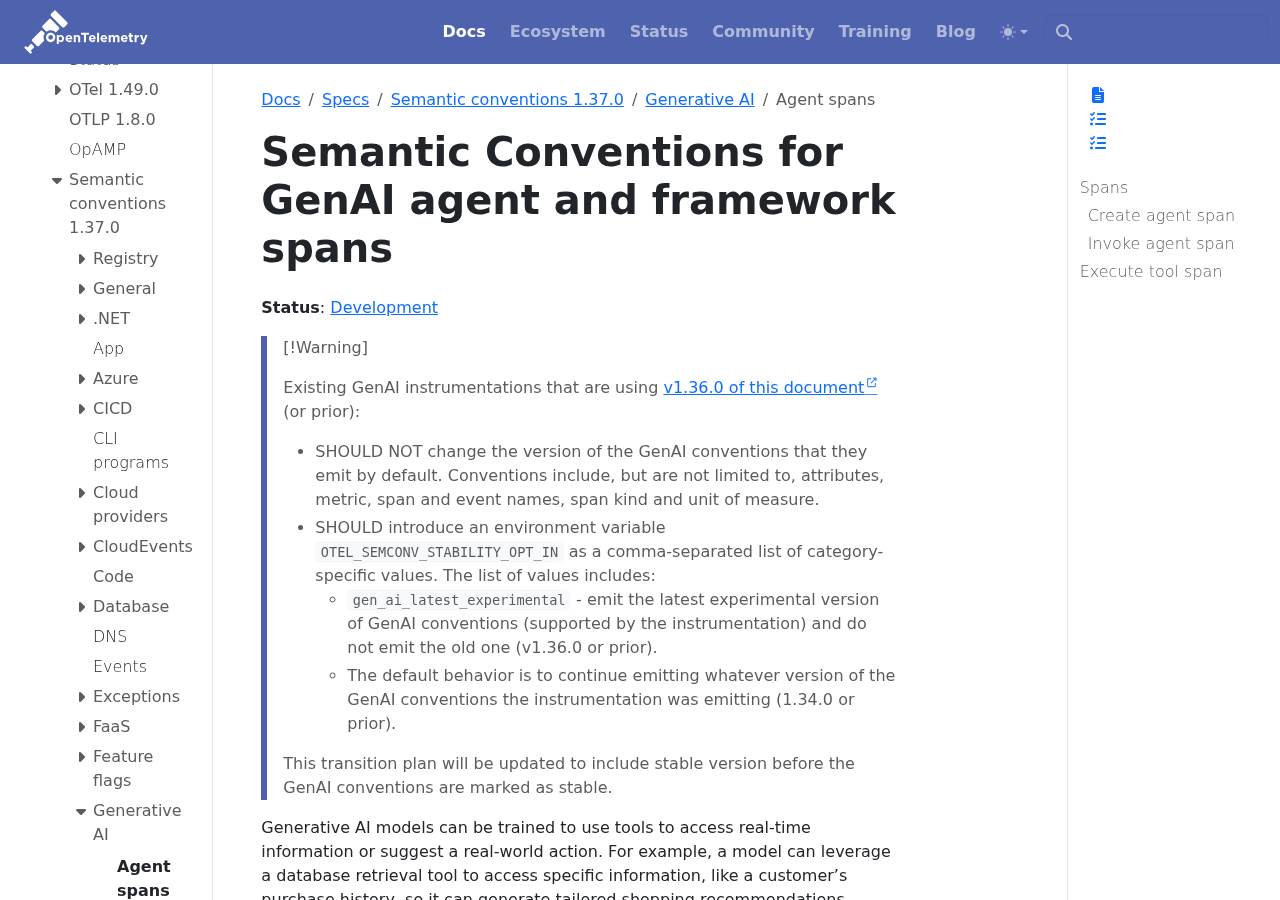 OpenTelemetry
Docs
Ecosystem
Status
Community
Training
Blog
OTel 1.49.0
OTLP 1.8.0
OpAMP
Semantic
conventions
1.37.0
Registry
General
.NET
App
Azure
CICD
CLI
programs
Cloud
providers
CloudEvents
Code
Database
DNS
Events
Exceptions
FaaS
Feature
flags
Generative
AI
Agent
spans
Docs / Specs / Semantic conventions 1.37.0 / Generative AI / Agent spans
Semantic Conventions for
GenAI agent and framework
spans
Status: Development
[!Warning]
Existing GenAI instrumentations that are using v1.36.0 of this document
(or prior):
• SHOULD NOT change the version of the GenAI conventions that they
emit by default. Conventions include, but are not limited to, attributes,
metric, span and event names, span kind and unit of measure.
• SHOULD introduce an environment variable
OTEL_SEMCONV_STABILITY_OPT_IN as a comma-separated list of category-
specific values. The list of values includes:
◦ gen_ai_latest_experimental - emit the latest experimental version
of GenAI conventions (supported by the instrumentation) and do
not emit the old one (v1.36.0 or prior).
◦ The default behavior is to continue emitting whatever version of the
GenAI conventions the instrumentation was emitting (1.34.0 or
prior).
This transition plan will be updated to include stable version before the
GenAI conventions are marked as stable.
Generative AI models can be trained to use tools to access real-time
information or suggest a real-world action. For example, a model can leverage
a database retrieval tool to access specific information, like a customer’s
purchase history, so it can generate tailored shopping recommendations.
Spans
Create agent span
Invoke agent span
Execute tool span